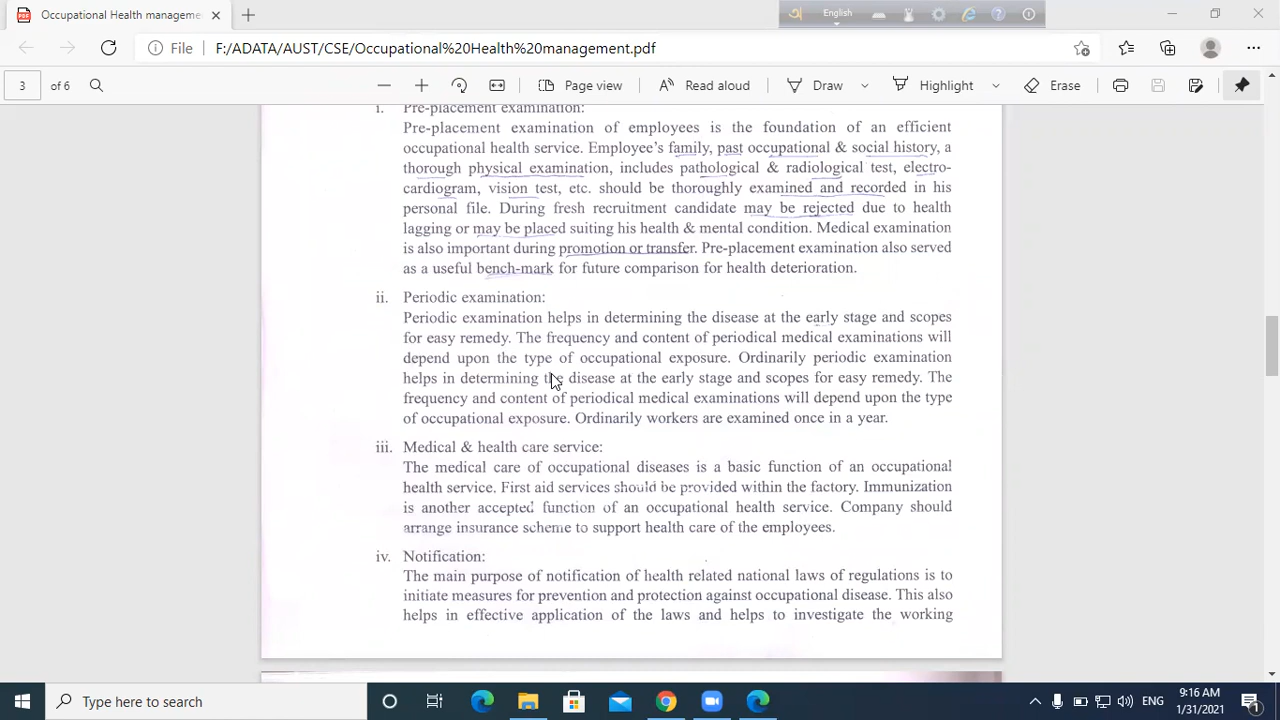 Occupational Health manageme
English
File
F:/ADATA/AUST/CSE/Occupational%20Health%20management.pdf
3 of 6
Page view
Read aloud
Draw
Highlight
Erase
i. Pre-placement examination:
Pre-placement examination of employees is the foundation of an efficient
occupational health service. Employee's family, past occupational & social history, a
thorough physical examination, includes pathological & radiological test, electro-
cardiogram, vision test, etc. should be thoroughly examined and recorded in his
personal file. During fresh recruitment candidate may be rejected due to health
lagging or may be placed suiting his health & mental condition. Medical examination
is also important during promotion or transfer. Pre-placement examination also served
as a useful bench-mark for future comparison for health deterioration.
ii. Periodic examination:
Periodic examination helps in determining the disease at the early stage and scopes
for easy remedy. The frequency and content of periodical medical examinations will
depend upon the type of occupational exposure. Ordinarily periodic examination
helps in determining the disease at the early stage and scopes for easy remedy. The
frequency and content of periodical medical examinations will depend upon the type
of occupational exposure. Ordinarily workers are examined once in a year.
iii. Medical & health care service:
The medical care of occupational diseases is a basic function of an occupational
health service. First aid services should be provided within the factory. Immunization
is another accepted function of an occupational health service. Company should
arrange insurance scheme to support health care of the employees.
iv. Notification:
The main purpose of notification of health related national laws of regulations is to
initiate measures for prevention and protection against occupational disease. This also
helps in effective application of the laws and helps to investigate the working
Type here to search
ENG
9:16 AM
1/31/2021